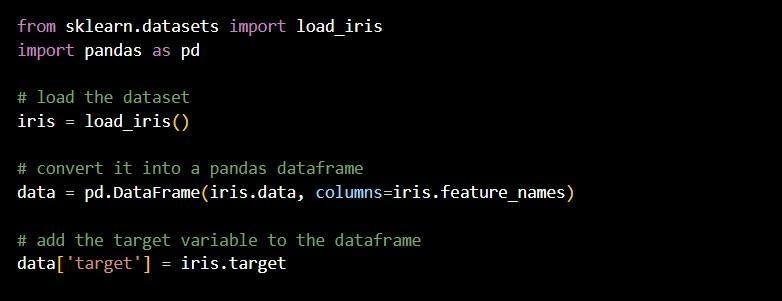 from sklearn.datasets import load_iris
import pandas as pd
# load the dataset
iris = load_iris()
# convert it into a pandas dataframe
data = pd.DataFrame(iris.data, columns=iris.feature_names)
# add the target variable to the dataframe
data['target'] = iris.target